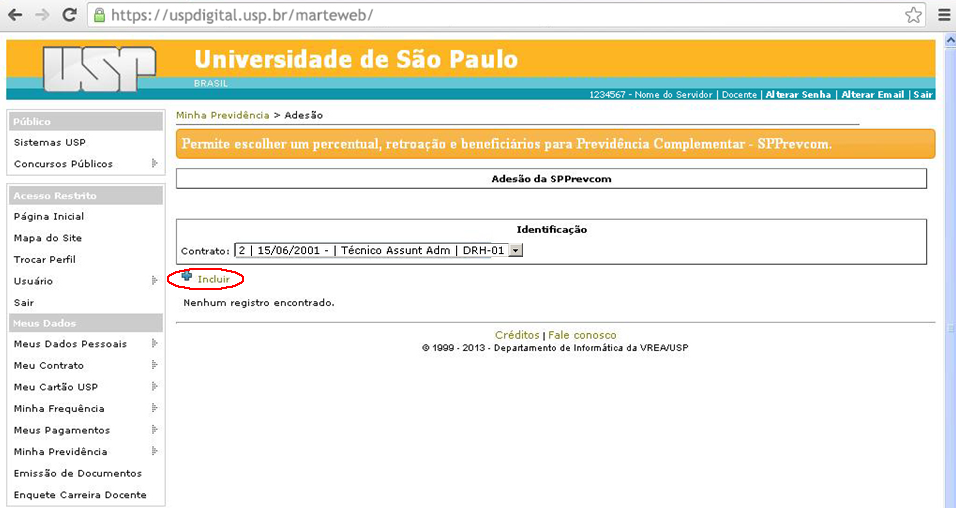 https://uspdigital.usp.br/marteweb/
USP
Universidade de São Paulo
BRASIL
1234567 - Nome do Servidor | Docente | Alterar Senha | Alterar Email | Sair
Público
Sistemas USP
Concursos Públicos
Acesso Restrito
Página Inicial
Mapa do Site
Trocar Perfil
Usuário
Sair
Meus Dados
Meus Dados Pessoais
Meu Contrato
Meu Cartão USP
Minha Frequência
Meus Pagamentos
Minha Previdência
Emissão de Documentos
Enquete Carreira Docente
Minha Previdência > Adesão
Permite escolher um percentual, retroação e beneficiários para Previdência Complementar - SPPrevcom.
Adesão da SPPrevcom
Identificação
Contrato: 2 | 15/06/2001 - | Técnico Assunt Adm | DRH-01
Incluir
Nenhum registro encontrado.
Créditos | Fale conosco
© 1999 - 2013 - Departamento de Informática da VREA/USP